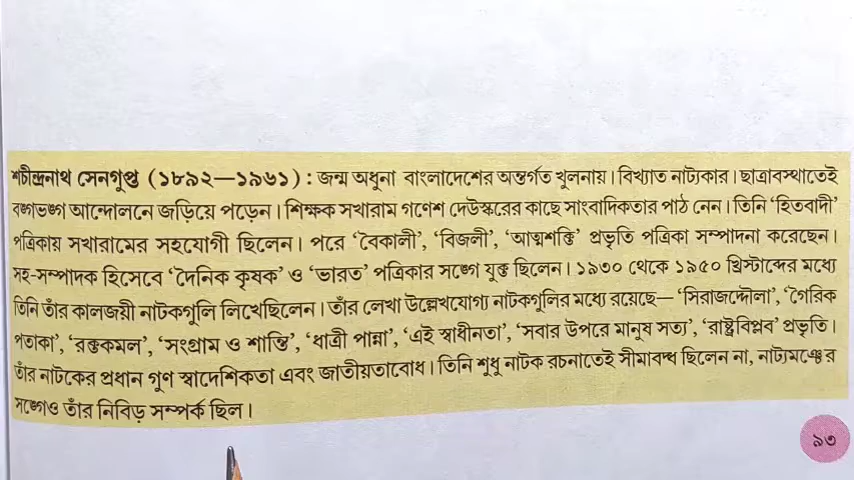 শচীন্দ্রনাথ সেনগুপ্ত (১৮৯২—১৯৬১) : জন্ম অধুনা বাংলাদেশের অন্তর্গত খুলনায়। বিখ্যাত নাট্যকার। ছাত্রাবস্থাতেই
বঙ্গভঙ্গ আন্দোলনে জড়িয়ে পড়েন। শিক্ষক সখারাম গণেশ দেউস্করের কাছে সাংবাদিকতার পাঠ নেন। তিনি ‘হিতবাদী’
পত্রিকায় সখারামের সহযোগী ছিলেন। পরে ‘বৈকালী’, ‘বিজলী’, ‘আত্মশক্তি’ প্রভৃতি পত্রিকা সম্পাদনা করেছেন।
সহ-সম্পাদক হিসেবে ‘দৈনিক কৃষক’ ও ‘ভারত’ পত্রিকার সঙ্গে যুক্ত ছিলেন। ১৯৩০ থেকে ১৯৫০ খ্রিস্টাব্দের মধ্যে
তিনি তাঁর কালজয়ী নাটকগুলি লিখেছিলেন। তাঁর লেখা উল্লেখযোগ্য নাটকগুলির মধ্যে রয়েছে— ‘সিরাজদ্দৌলা’, ‘গৈরিক
পতাকা’, ‘রক্তকমল’, ‘সংগ্রাম ও শান্তি’, ‘ধাত্রী পান্না’, ‘এই স্বাধীনতা’, ‘সবার উপরে মানুষ সত্য’, ‘রাষ্ট্রবিপ্লব’ প্রভৃতি।
তাঁর নাটকের প্রধান গুণ স্বাদেশিকতা এবং জাতীয়তাবোধ। তিনি শুধু নাটক রচনাতেই সীমাবদ্ধ ছিলেন না, নাট্যমঞ্চের
সঙ্গেও তাঁর নিবিড় সম্পর্ক ছিল।
৯৩